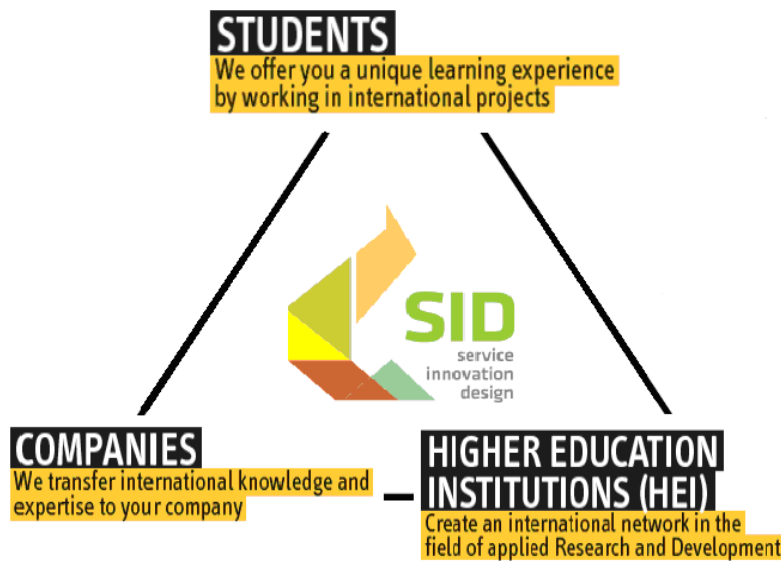 STUDENTS
We offer you a unique learning experience
by working in international projects
SID
service
innovation
design
COMPANIES
We transfer international knowledge and
expertise to your company
HIGHER EDUCATION
INSTITUTIONS (HEI)
Create an international network in the
field of applied Research and Development